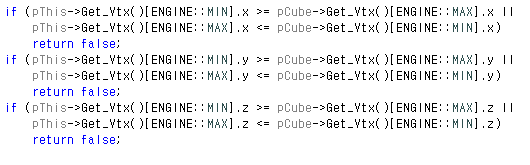 if (pThis->Get_Vtx()[ENGINE::MIN].x >= pCube->Get_Vtx()[ENGINE::MAX].x ||
pThis->Get_Vtx()[ENGINE::MAX].x <= pCube->Get_Vtx()[ENGINE::MIN].x)
return false;
if (pThis->Get_Vtx()[ENGINE::MIN].y >= pCube->Get_Vtx()[ENGINE::MAX].y ||
pThis->Get_Vtx()[ENGINE::MAX].y <= pCube->Get_Vtx()[ENGINE::MIN].y)
return false;
if (pThis->Get_Vtx()[ENGINE::MIN].z >= pCube->Get_Vtx()[ENGINE::MAX].z ||
pThis->Get_Vtx()[ENGINE::MAX].z <= pCube->Get_Vtx()[ENGINE::MIN].z)
return false;